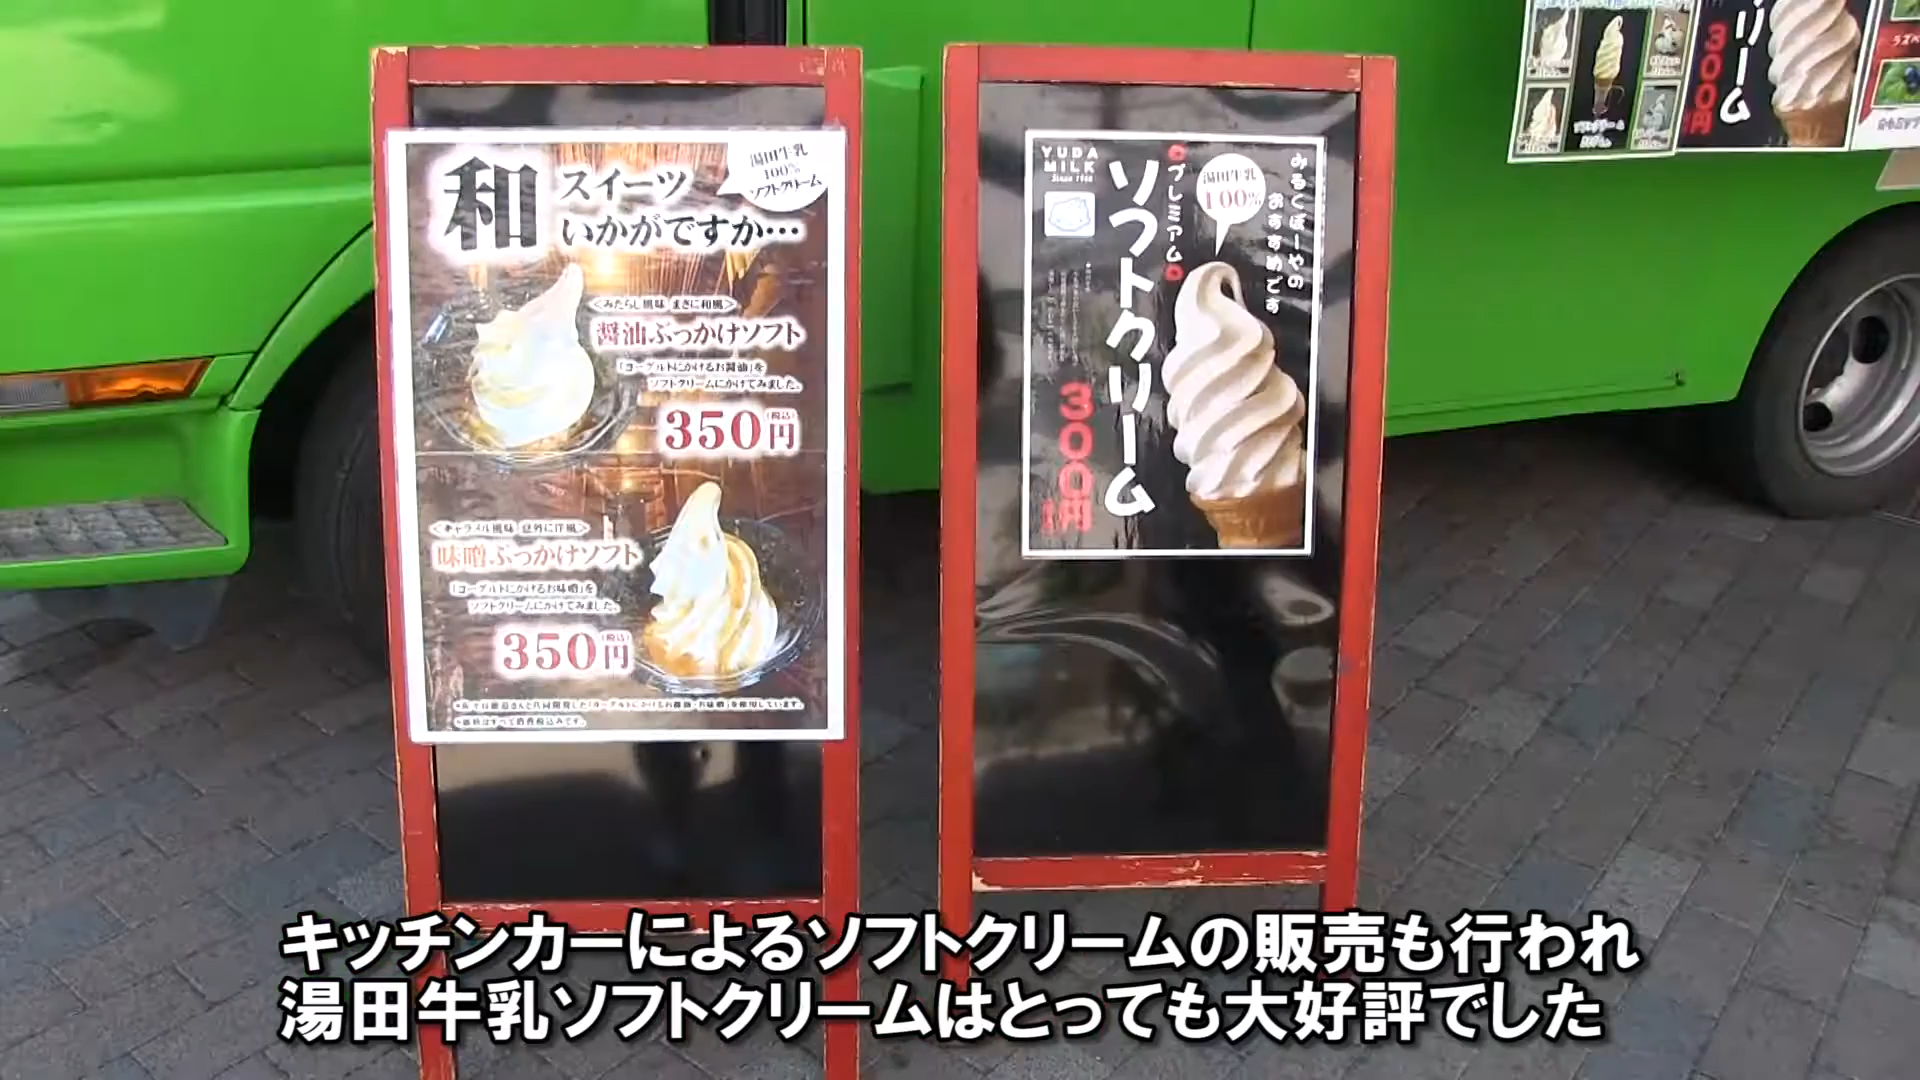 和
スイーツ
いかがですか…
湯田牛乳
100%
ソフトクリーム
<みたらし風味 まさに和風>
醤油ぶっかけソフト
「ヨーグルトにかけるお醤油」を
ソフトクリームにかけてみました。
350円
(税込)
<キャラメル風味 意外に洋風>
味噌ぶっかけソフト
「ヨーグルトにかけるお味噌」を
ソフトクリームにかけてみました。
350円
(税込)
みるくぼーやの
おすすめです
湯田牛乳
100%
プレミアム
ソフトクリーム
YUDA
MILK
300円
リーム
300円
キッチンカーによるソフトクリームの販売も行われ
湯田牛乳ソフトクリームはとっても大好評でした